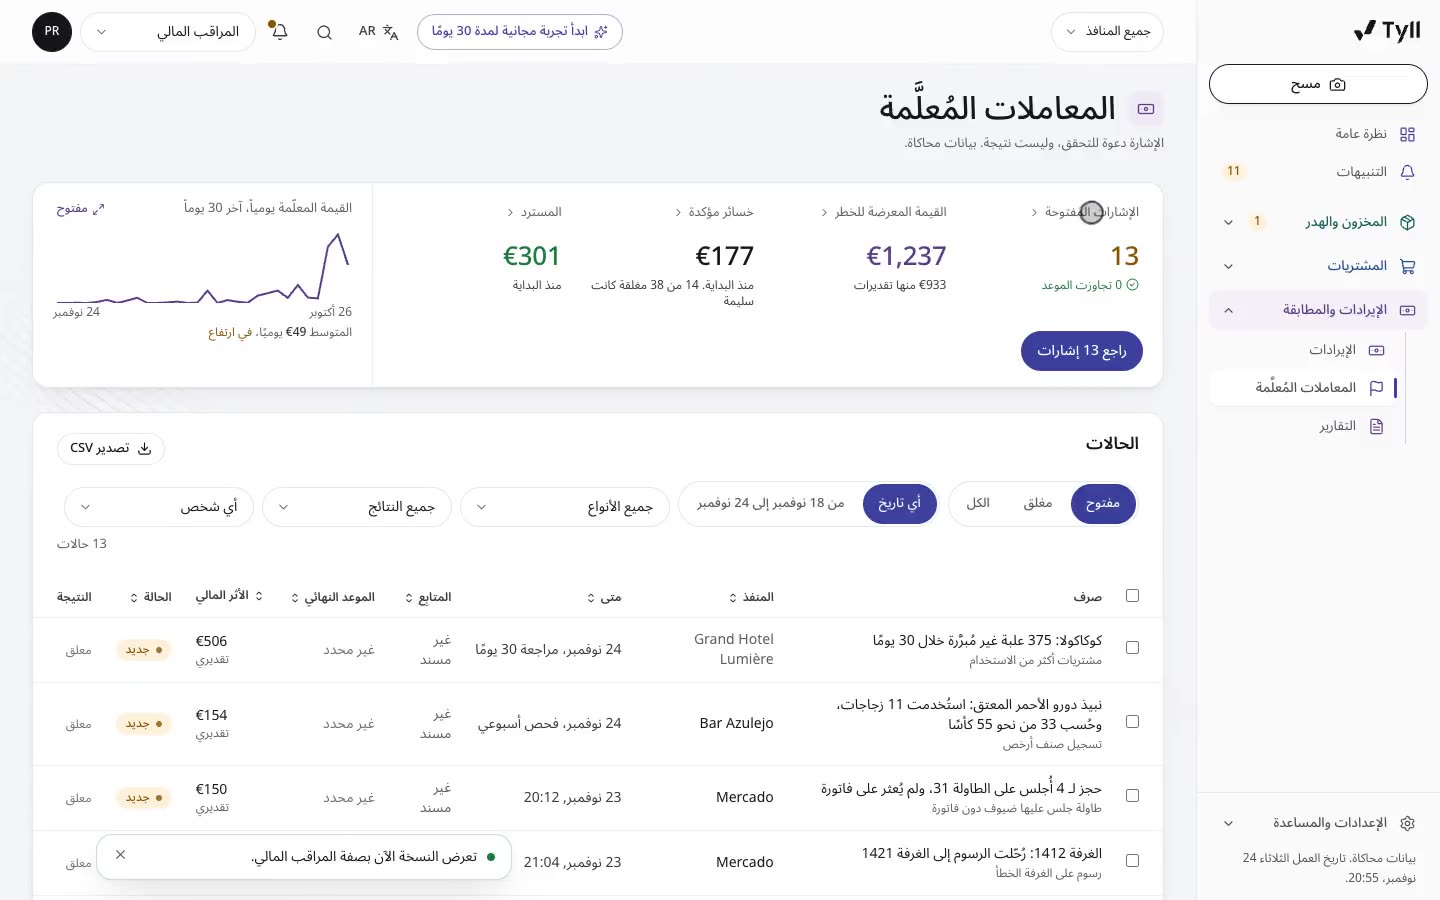 Tyll
مسح
نظرة عامة
التنبيهات
11
المخزون والهدر
1
المشتريات
الإيرادات والمطابقة
الإيرادات
المعاملات المُعلَّمة
التقارير
الإعدادات والمساعدة
بيانات محاكاة. تاريخ العمل الثلاثاء 24
نوفمبر، 20:55.
جميع المنافذ
ابدأ تجربة مجانية لمدة 30 يومًا
AR
المراقب المالي
PR
المعاملات المُعلَّمة
الإشارة دعوة للتحقق، وليست نتيجة. بيانات محاكاة.
الإشارات المفتوحة
13
0 تجاوزت الموعد
القيمة المعرضة للخطر
€1,237
€933 منها تقديرات
خسائر مؤكدة
€177
منذ البداية. 14 من 38 مغلقة كانت
سليمة
المسترد
€301
منذ البداية
راجع 13 إشارات
القيمة المعلّمة يومياً، آخر 30 يوماً
مفتوح
26 أكتوبر
24 نوفمبر
المتوسط €49 يوميًا، في ارتفاع
الحالات
تصدير CSV
مفتوح
مغلق
الكل
أي تاريخ
من 18 نوفمبر إلى 24 نوفمبر
جميع الأنواع
جميع النتائج
أي شخص
13 حالات
صرف
المنفذ
متى
المتابع
الموعد النهائي
الأثر المالي
الحالة
النتيجة
كوكاكولا: 375 علبة غير مُبرَّرة خلال 30 يومًا
مشتريات أكثر من الاستخدام
Grand Hotel
Lumière
24 نوفمبر، مراجعة 30 يومًا
غير
مسند
غير محدد
€506
تقديري
جديد
معلق
نبيذ دورو الأحمر المعتق: استُخدمت 11 زجاجات،
وحُسب 33 من نحو 55 كأسًا
تسجيل صنف أرخص
Bar Azulejo
24 نوفمبر، فحص أسبوعي
غير
مسند
غير محدد
€154
تقديري
جديد
معلق
حجز لـ 4 أُجلس على الطاولة 31، ولم يُعثر على فاتورة
طاولة جلس عليها ضيوف دون فاتورة
Mercado
23 نوفمبر, 20:12
غير
مسند
غير محدد
€150
تقديري
جديد
معلق
الغرفة 1412: رُحّلت الرسوم إلى الغرفة 1421
رسوم على الغرفة الخطأ
Mercado
23 نوفمبر, 21:04
معلق
تعرض النسخة الآن بصفة المراقب المالي.